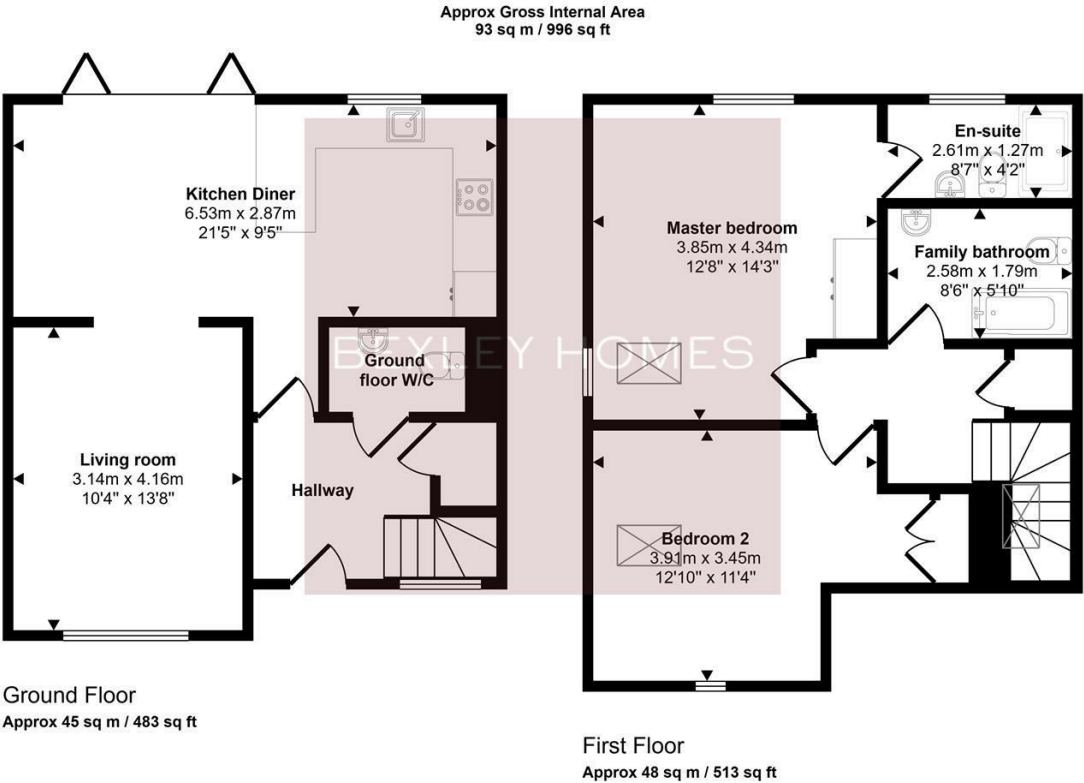 Approx Gross Internal Area
93 sq m / 996 sq ft
Kitchen Diner
6.53m x 2.87m
21'5" x 9'5"
Ground
floor W/C
Living room
3.14m x 4.16m
10'4" x 13'8"
Hallway
Ground Floor
Approx 45 sq m / 483 sq ft
En-suite
2.61m x 1.27m
8'7" x 4'2"
Master bedroom
3.85m x 4.34m
12'8" x 14'3"
Family bathroom
2.58m x 1.79m
8'6" x 5'10"
BEXLEY HOMES
Bedroom 2
3.91m x 3.45m
12'10" x 11'4"
First Floor
Approx 48 sq m / 513 sq ft